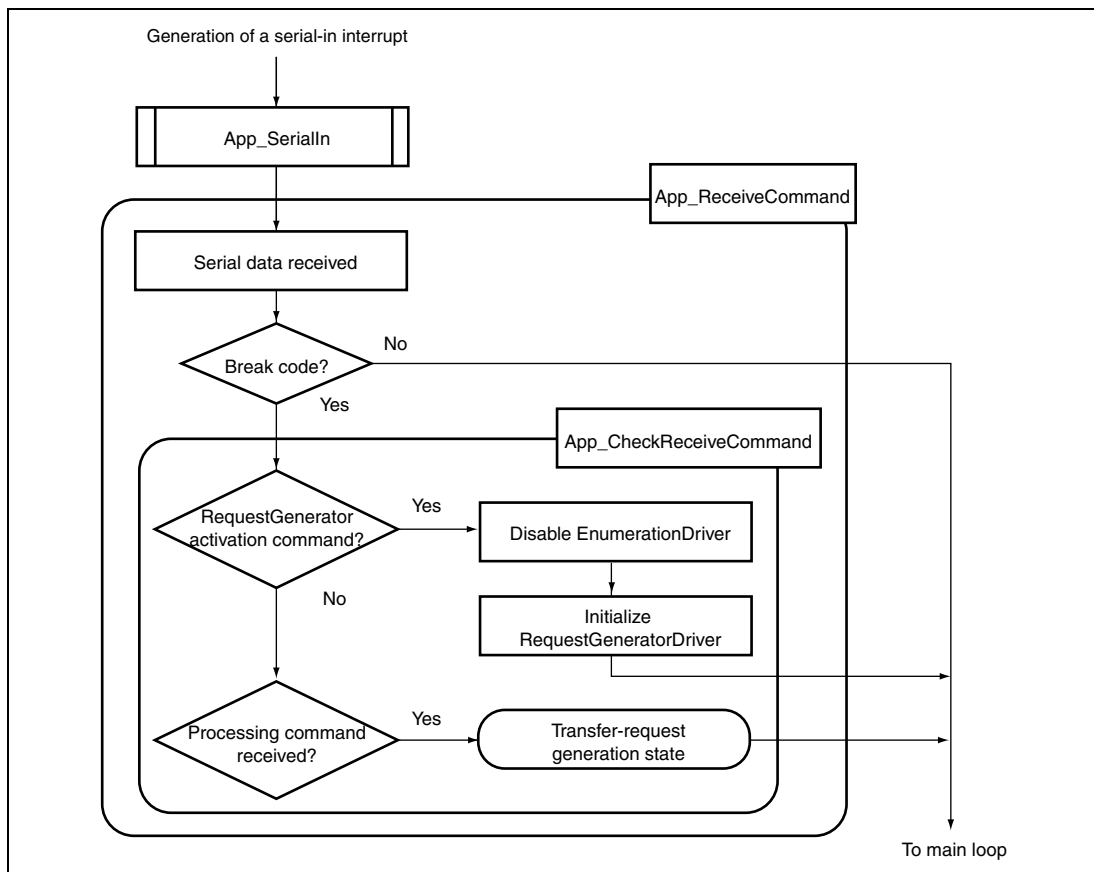 Generation of a serial-in interrupt
App_SerialIn
App_ReceiveCommand
Serial data received
No
Break code?
Yes
App_CheckReceiveCommand
Yes
RequestGenerator
activation command?
Disable EnumerationDriver
No
Initialize
RequestGeneratorDriver
Yes
Processing command
received?
Transfer-request
generation state
To main loop